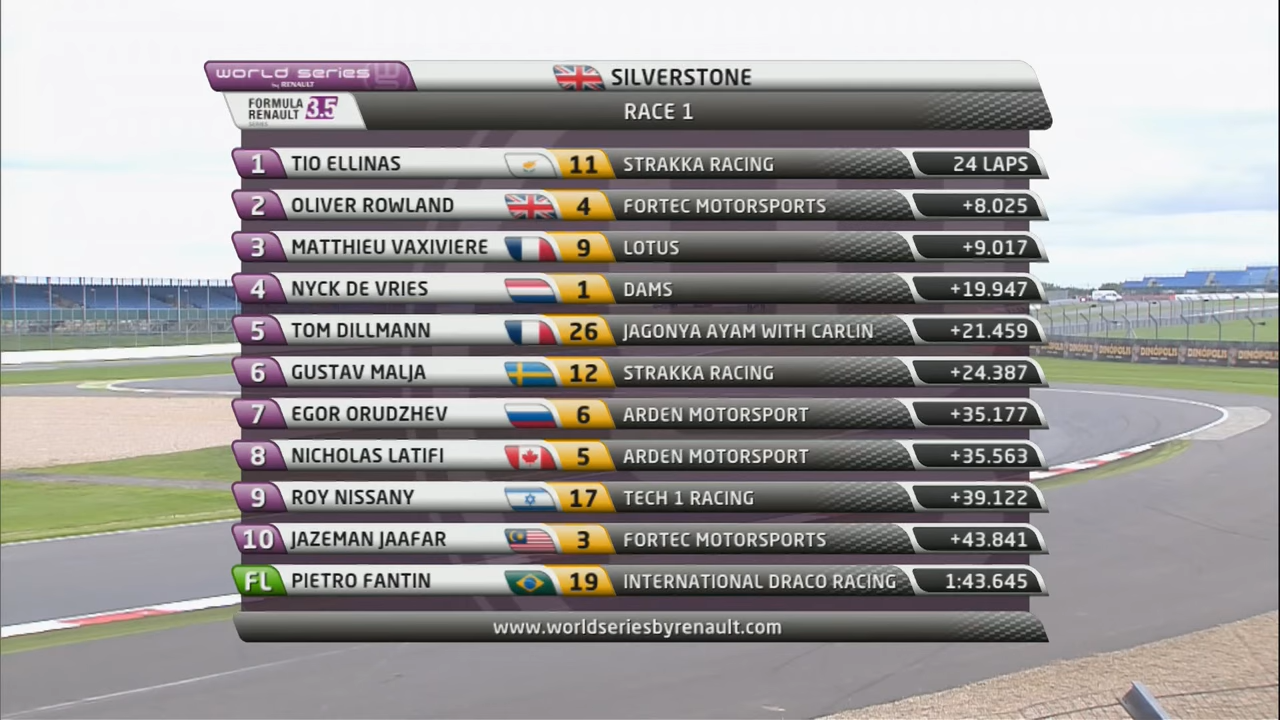 world series
by RENAULT
SILVERSTONE
FORMULA
RENAULT 3.5
SERIES
RACE 1
1 TIO ELLINAS 11 STRAKKA RACING 24 LAPS
2 OLIVER ROWLAND 4 FORTEC MOTORSPORTS +8.025
3 MATTHIEU VAXIVIERE 9 LOTUS +9.017
4 NYCK DE VRIES 1 DAMS +19.947
5 TOM DILLMANN 26 JAGONYA AYAM WITH CARLIN +21.459
6 GUSTAV MALJA 12 STRAKKA RACING +24.387
7 EGOR ORUDZHEV 6 ARDEN MOTORSPORT +35.177
8 NICHOLAS LATIFI 5 ARDEN MOTORSPORT +35.563
9 ROY NISSANY 17 TECH 1 RACING +39.122
10 JAZEMAN JAAFAR 3 FORTEC MOTORSPORTS +43.841
FL PIETRO FANTIN 19 INTERNATIONAL DRACO RACING 1:43.645
www.worldseriesbyrenault.com
DINÓPOLIS DINÓPOLIS DINÓPOLIS